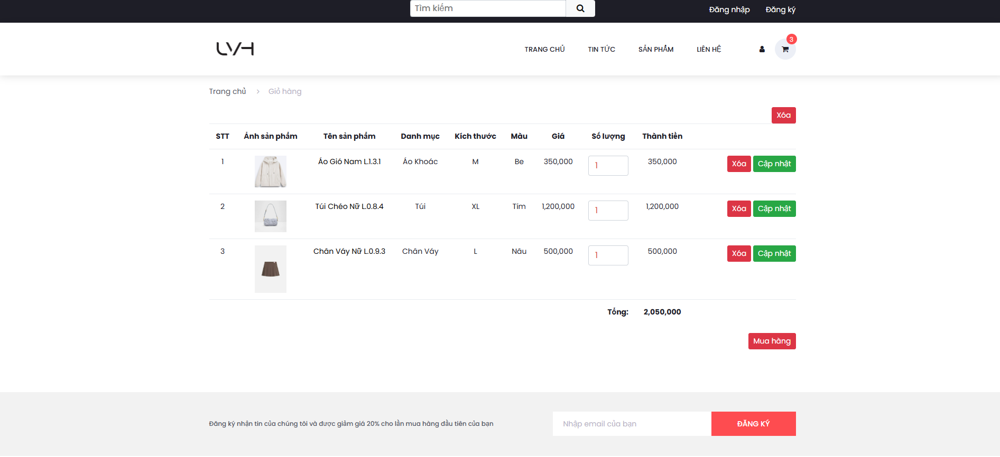 Tìm kiếm
Đăng nhập Đăng ký
LVH
TRANG CHỦ TIN TỨC SẢN PHẨM LIÊN HỆ 3
Trang chủ > Giỏ hàng
Xóa
STT Ảnh sản phẩm Tên sản phẩm Danh mục Kích thước Màu Giá Số lượng Thành tiền
1 Áo Gió Nam L.1.3.1 Áo Khoác M Be 350,000 1 350,000 Xóa Cập nhật
2 Túi Chéo Nữ L.0.8.4 Túi XL Tím 1,200,000 1 1,200,000 Xóa Cập nhật
3 Chân Váy Nữ L.0.9.3 Chân Váy L Nâu 500,000 1 500,000 Xóa Cập nhật
Tổng: 2,050,000
Mua hàng
Đăng ký nhận tin của chúng tôi và được giảm giá 20% cho lần mua hàng đầu tiên của bạn
Nhập email của bạn ĐĂNG KÝ